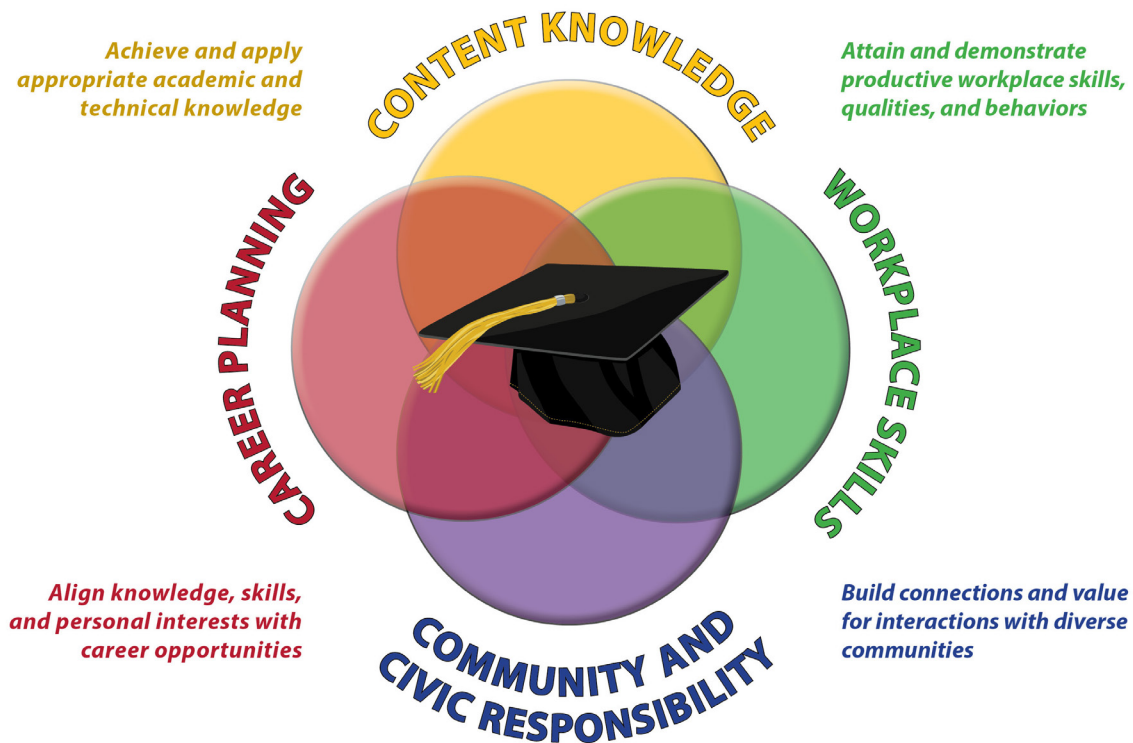 CONTENT KNOWLEDGE
Achieve and apply
appropriate academic and
technical knowledge
Attain and demonstrate
productive workplace skills,
qualities, and behaviors
CAREER PLANNING
WORKPLACE SKILLS
Align knowledge, skills,
and personal interests with
career opportunities
Build connections and value
for interactions with diverse
communities
COMMUNITY AND
CIVIC RESPONSIBILITY